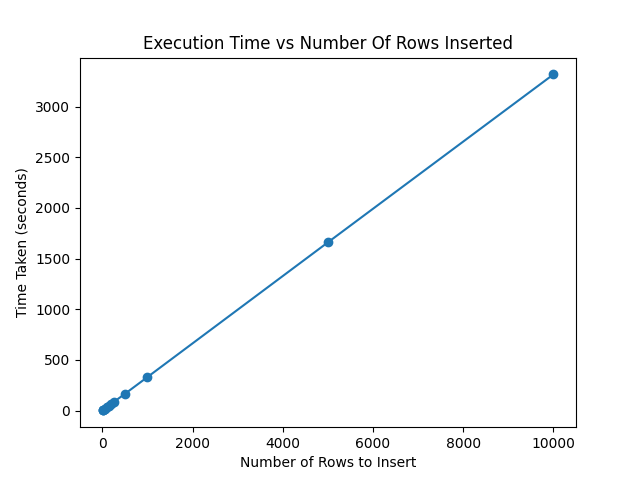 Execution Time vs Number Of Rows Inserted
3000
2500
2000
1500
1000
500
0
Time Taken (seconds)
0 2000 4000 6000 8000 10000
Number of Rows to Insert